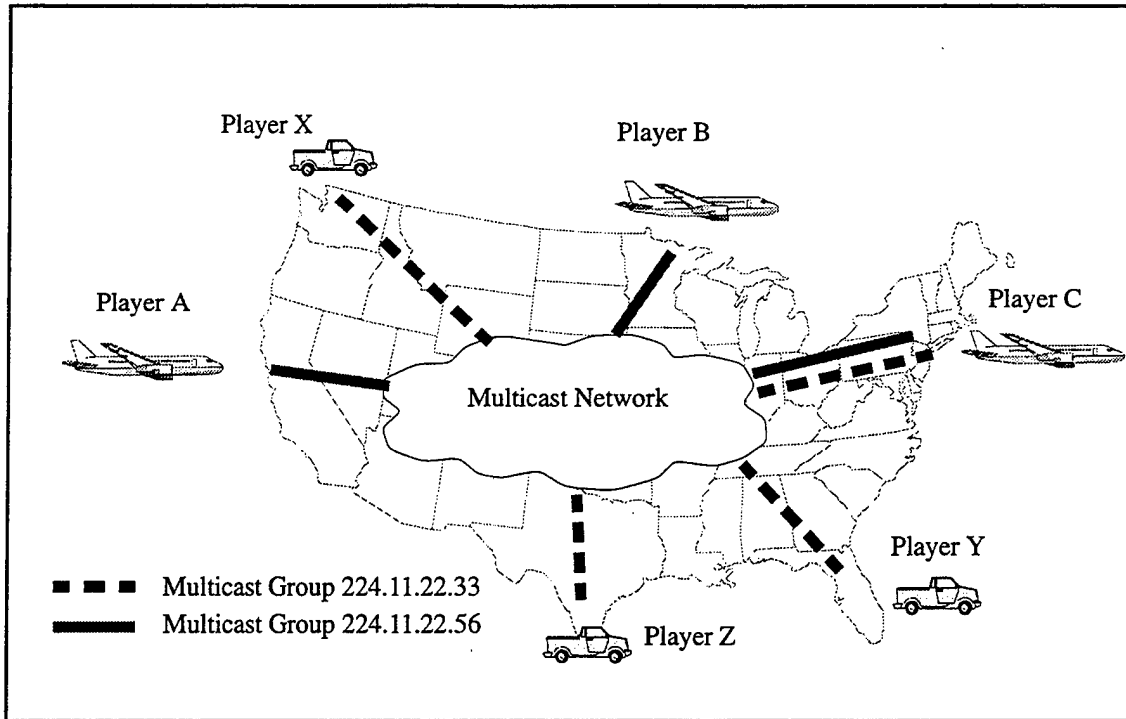 Player X
Player B
Player A
Player C
Multicast Network
Player Y
Multicast Group 224.11.22.33
Multicast Group 224.11.22.56
Player Z